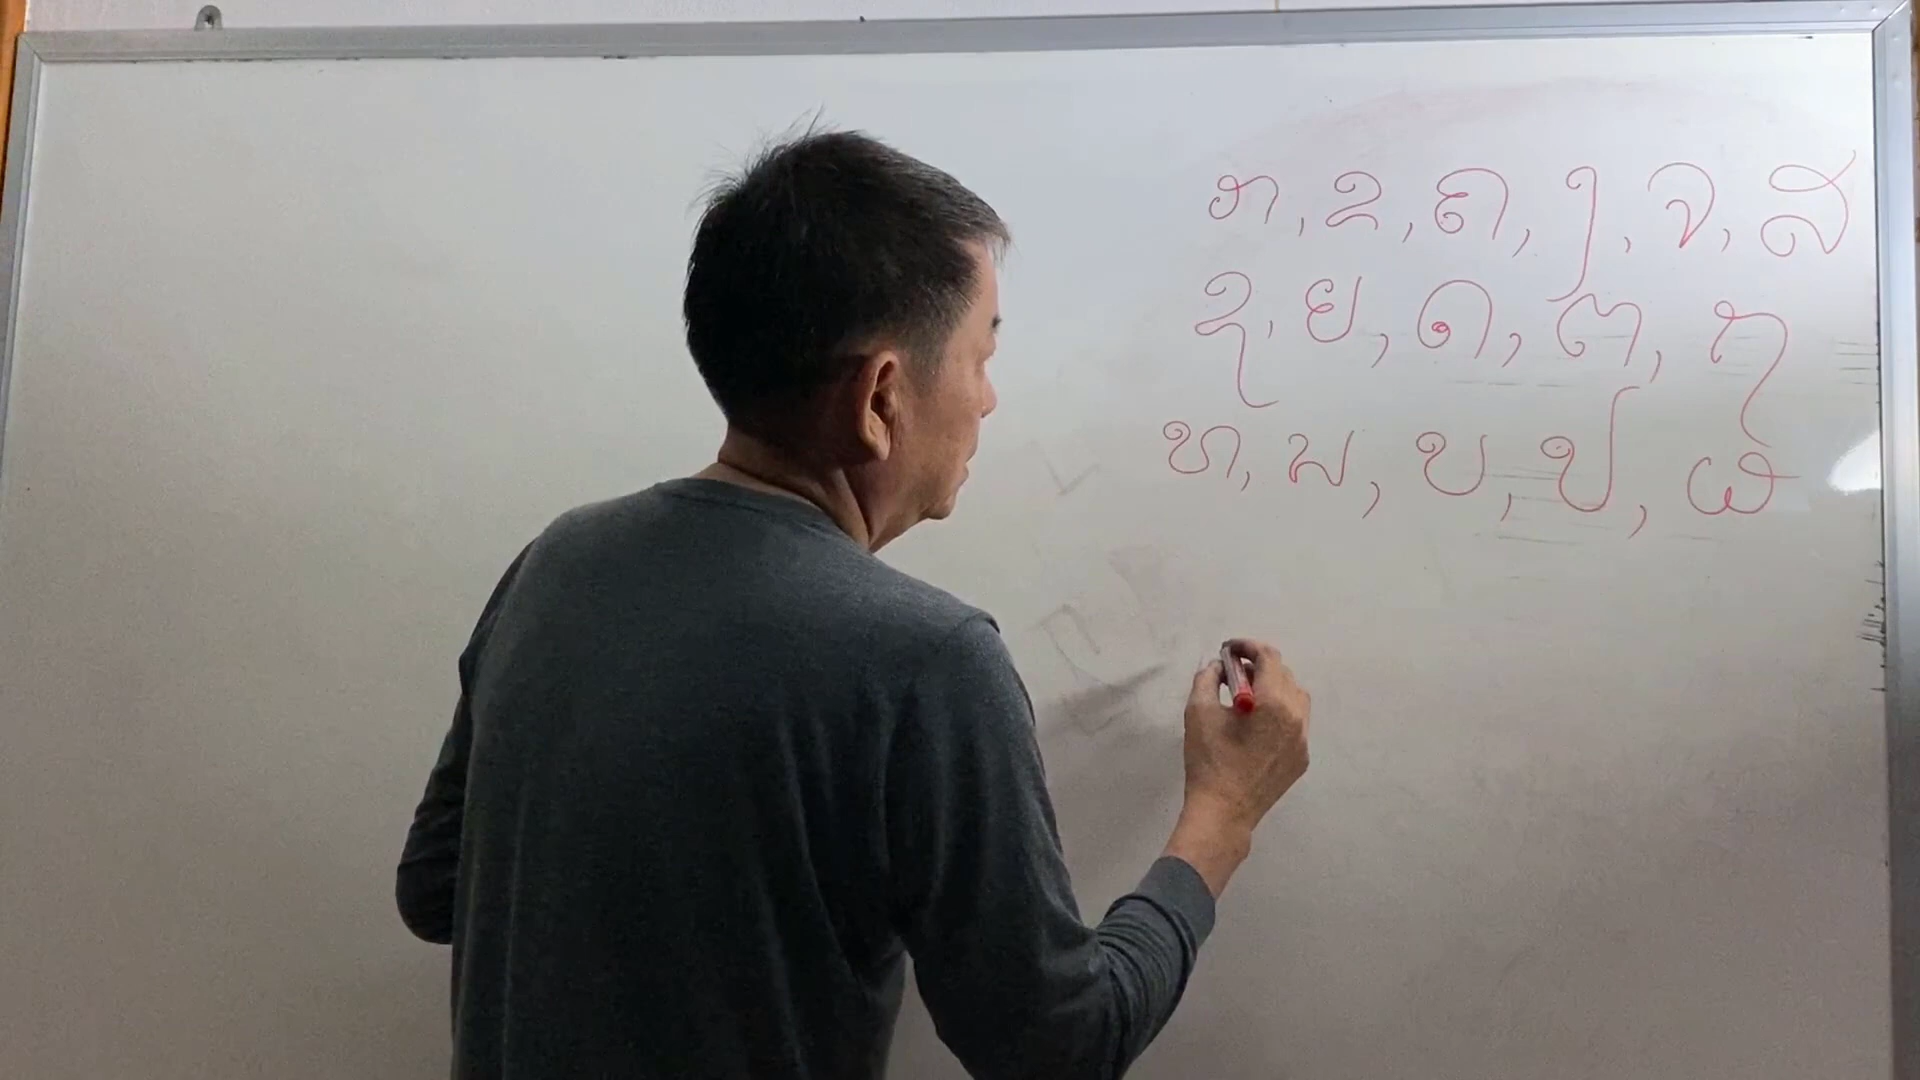 ກ, ຂ, ຄ, ງ, ຈ, ສ
ຊ, ຍ, ດ, ຕ, ຖ
ທ, ນ, ບ, ປ, ຜ